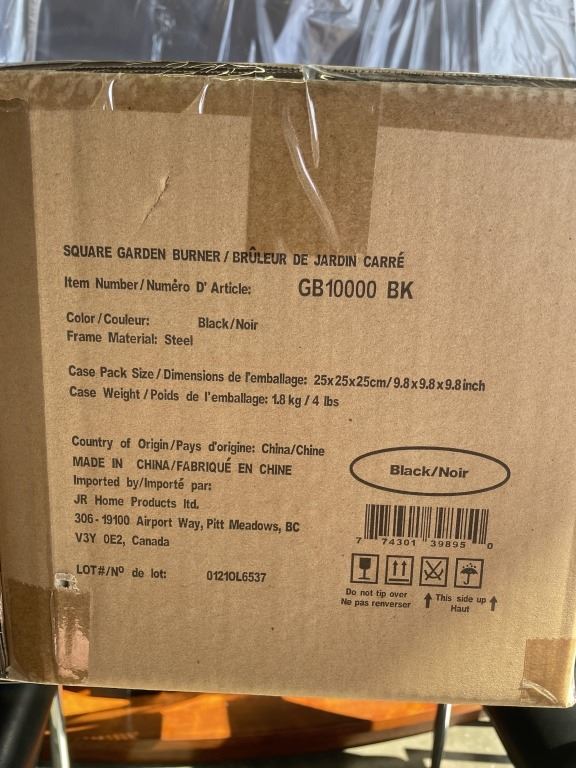 SQUARE GARDEN BURNER / BRÛLEUR DE JARDIN CARRÉ
Item Number/Numéro D' Article: GB10000 BK
Color/Couleur: Black/Noir
Frame Material: Steel
Case Pack Size/Dimensions de l'emballage: 25x25x25cm/9.8x9.8x9.8inch
Case Weight/Poids de l'emballage: 1.8 kg / 4 lbs
Country of Origin/Pays d'origine: China/Chine
MADE IN CHINA/FABRIQUÉ EN CHINE
Imported by/Importé par:
JR Home Products ltd.
306-19100 Airport Way, Pitt Meadows, BC
V3Y 0E2, Canada
LOT#/Nº de lot: 01210L6537
Black/Noir
7 74301 39895 0
Do not tip over
Ne pas renverser
This side up
Haut